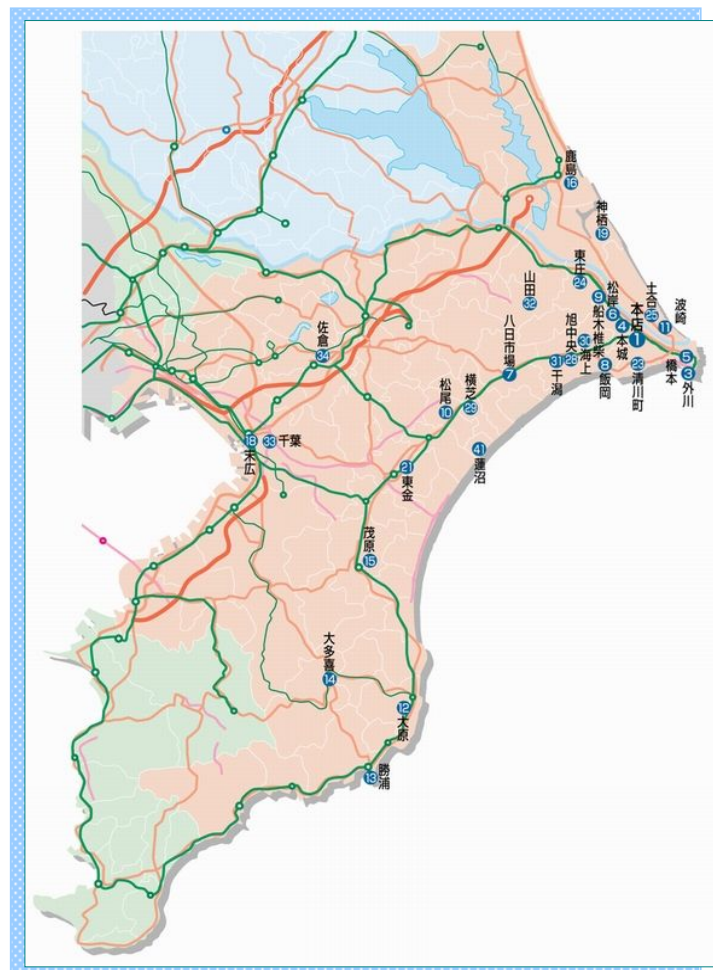 鹿島
16
神栖
19
東庄
24
山田
32
松岸
6
船木椎柴
9
本城
4
本店
1
土合
25
波崎
11
佐倉
34
八日市場
7
旭中央
28
海上
30
干潟
31
飯岡
8
清川町
23
橋本
5
外川
3
横芝
29
松尾
10
蓮沼
41
18
末広
33
千葉
21
東金
茂原
15
大多喜
14
12
大原
13
勝浦